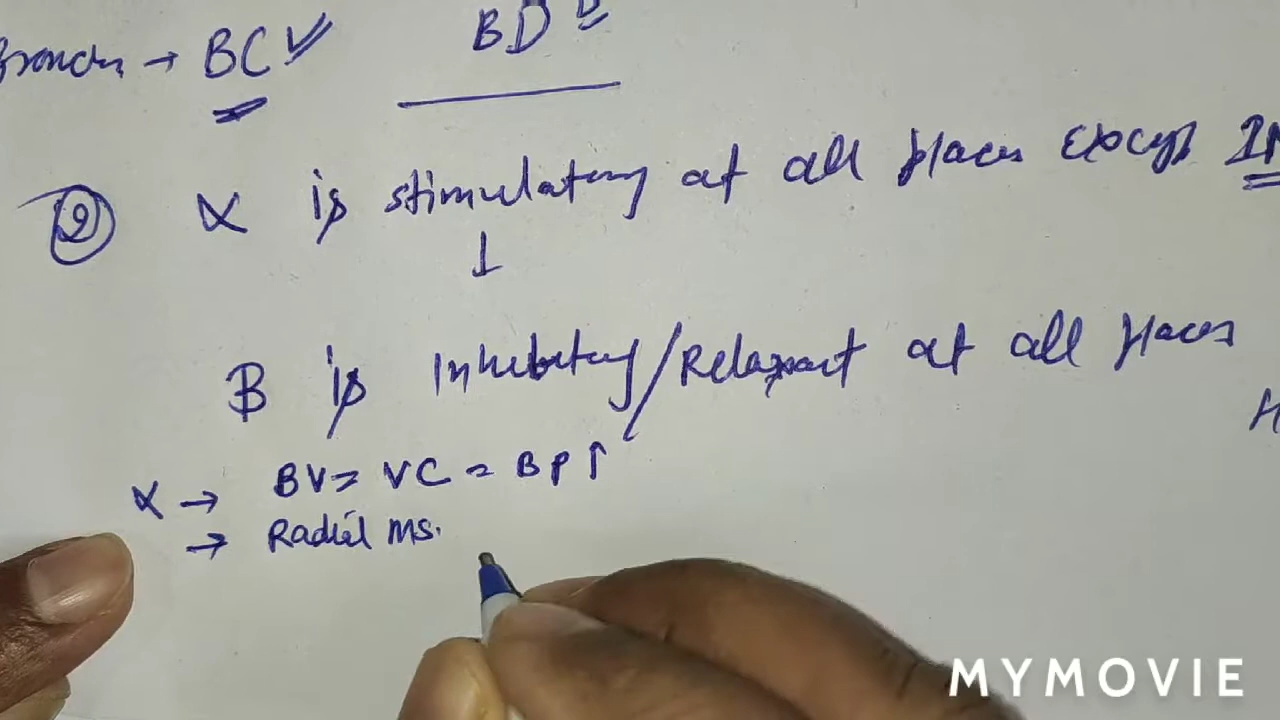 → BC BD
② α is stimulatory at all places except
↓
B is Inhibitory/Relaxant at all places
α → BV = VC = BP↑
→ Radial Ms.
MYMOVIE